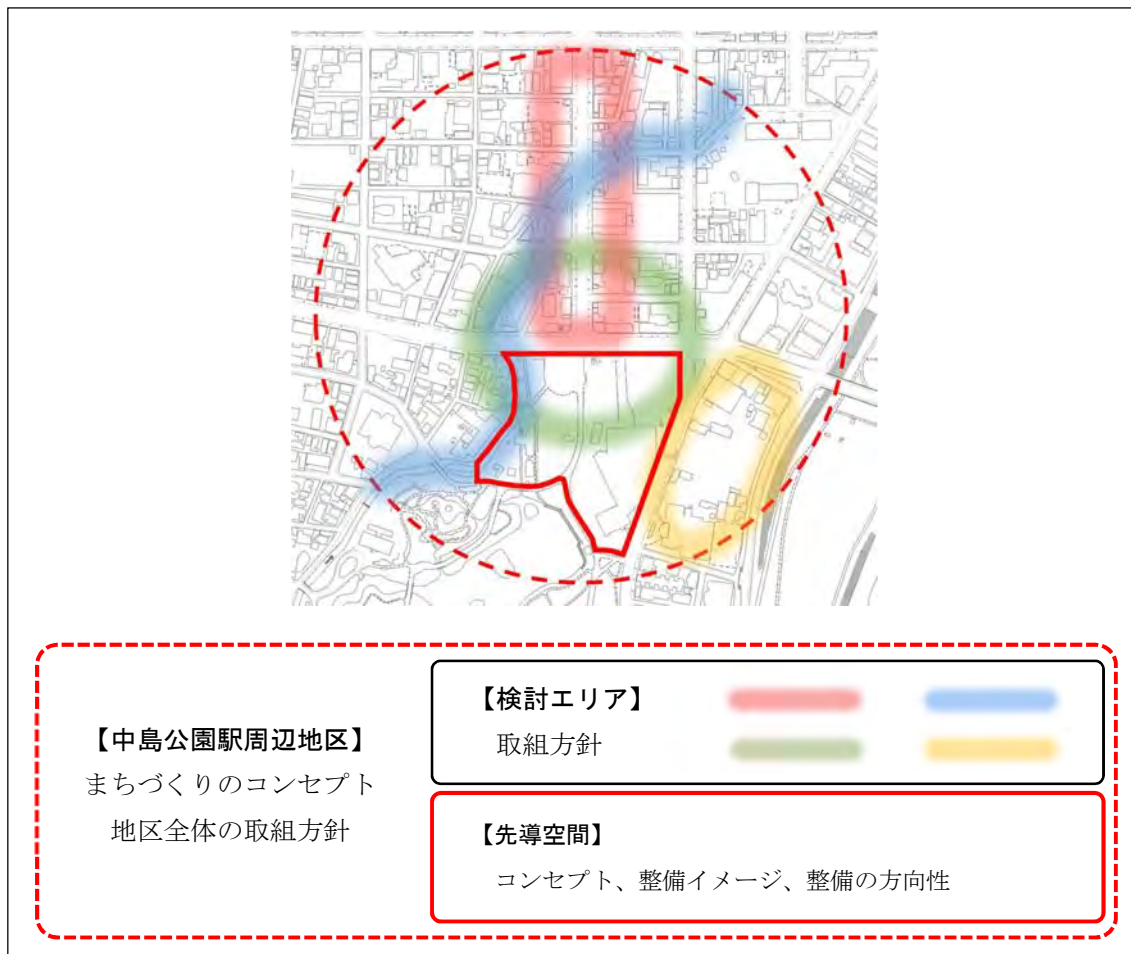 【中島公園駅周辺地区】
まちづくりのコンセプト
地区全体の取組方針
【検討エリア】
取組方針
【先導空間】
コンセプト、整備イメージ、整備の方向性